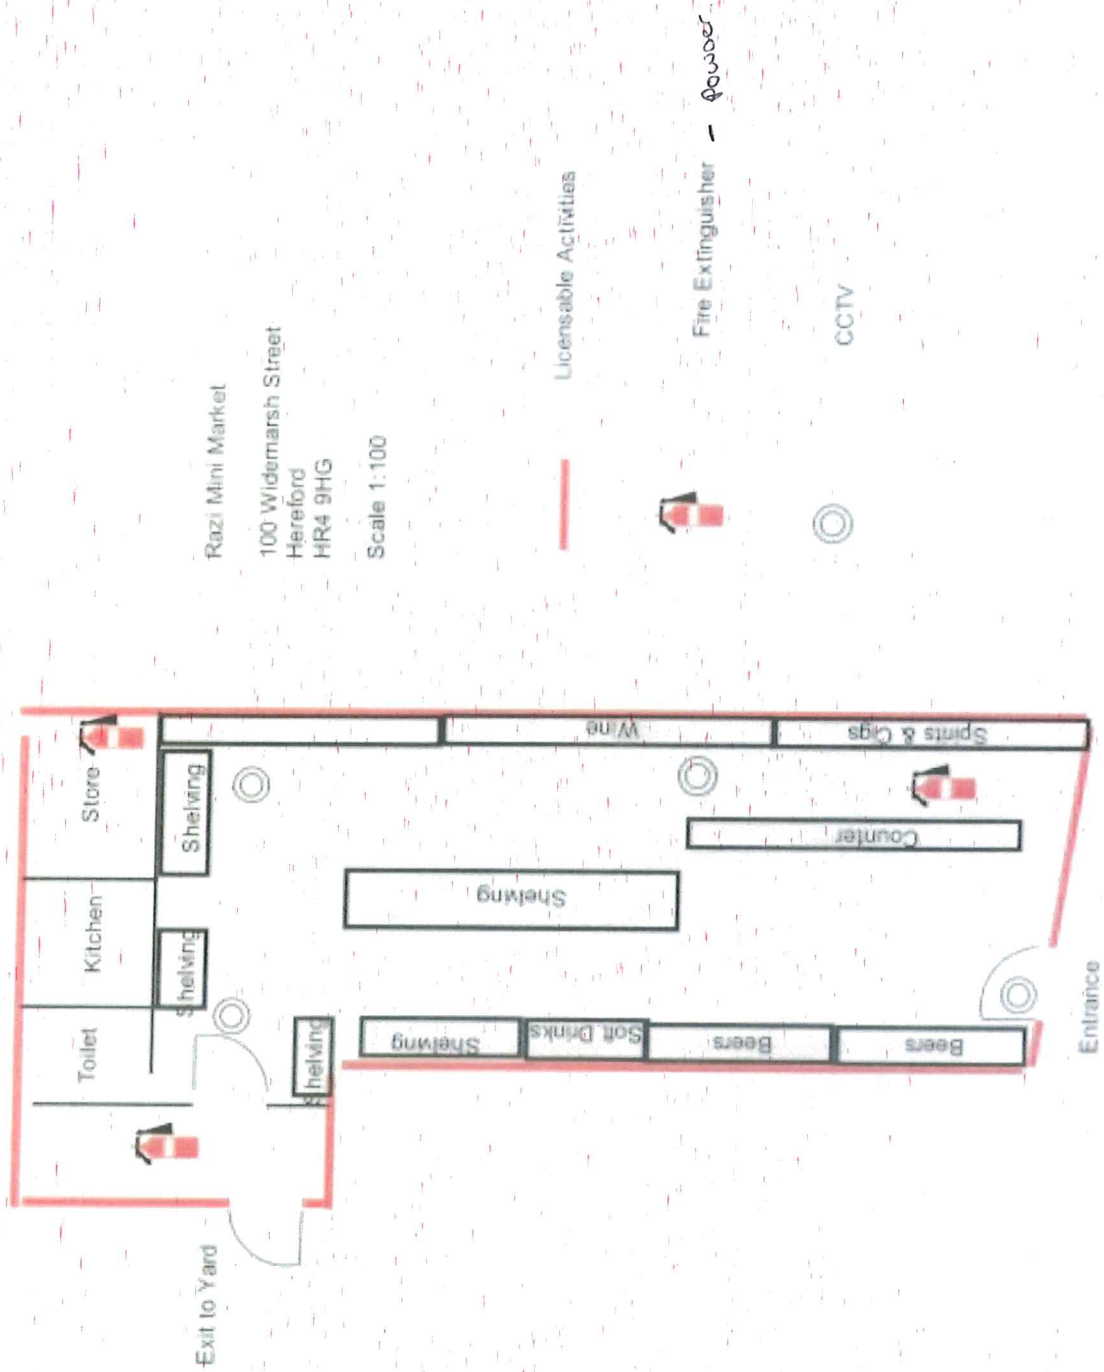 Razi Mini Market
100 Widemarsh Street
Hereford
HR4 9HG
Scale 1:100
Licensable Activities
Fire Extinguisher - powder
CCTV
Exit to Yard
Toilet
Kitchen
Store
Shelving
Shelving
Shelving
Shelving
Soft Drinks
Beers
Beers
Shelving
Counter
Wine
Spirits & Cigs
Entrance